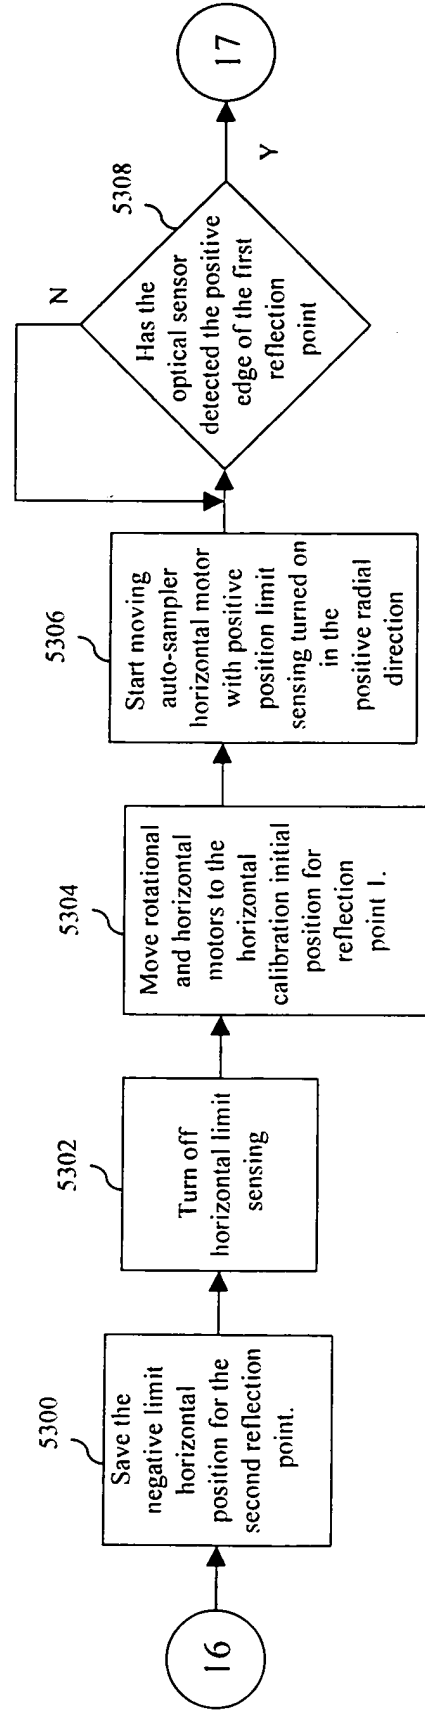 16
5300
Save the
negative limit
horizontal
position for the
second reflection
point.
5302
Turn off
horizontal limit
sensing
5304
Move rotational
and horizontal
motors to the
horizontal
calibration initial
position for
reflection
point 1.
5306
Start moving
auto-sampler
horizontal motor
with positive
position limit
sensing turned on
in the
positive radial
direction
5308
Has the
optical sensor
detected the positive
edge of the first
reflection
point
N
Y
17